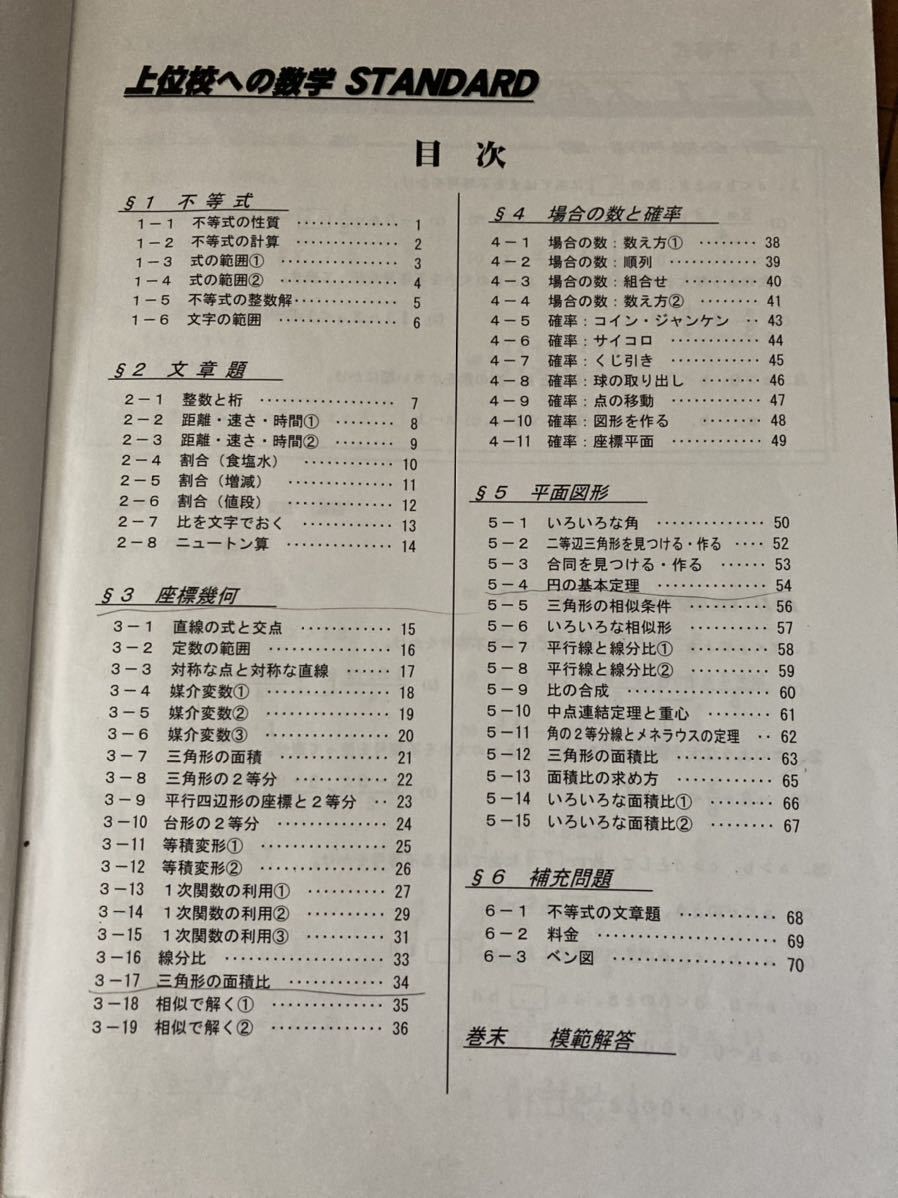 上位校への数学 STANDARD
目 次
§1 不等式
1－1 不等式の性質 ・・・・・・・・・・・・・・ 1
1－2 不等式の計算 ・・・・・・・・・・・・・・ 2
1－3 式の範囲① ・・・・・・・・・・・・・・ 3
1－4 式の範囲② ・・・・・・・・・・・・・・ 4
1－5 不等式の整数解・・・・・・・・・・・・・ 5
1－6 文字の範囲 ・・・・・・・・・・・・・・ 6
§2 文章題
2－1 整数と桁 ・・・・・・・・・・・・・・・ 7
2－2 距離・速さ・時間① ・・・・・・・・ 8
2－3 距離・速さ・時間② ・・・・・・・・ 9
2－4 割合（食塩水） ・・・・・・・・・・・・ 10
2－5 割合（増減） ・・・・・・・・・・・・・ 11
2－6 割合（値段） ・・・・・・・・・・・・・ 12
2－7 比を文字でおく ・・・・・・・・・・・ 13
2－8 ニュートン算 ・・・・・・・・・・・・ 14
§3 座標幾何
3－1 直線の式と交点 ・・・・・・・・・・・ 15
3－2 定数の範囲 ・・・・・・・・・・・・・・ 16
3－3 対称な点と対称な直線 ・・・・・・ 17
3－4 媒介変数① ・・・・・・・・・・・・・・ 18
3－5 媒介変数② ・・・・・・・・・・・・・・ 19
3－6 媒介変数③ ・・・・・・・・・・・・・・ 20
3－7 三角形の面積 ・・・・・・・・・・・・・ 21
3－8 三角形の２等分 ・・・・・・・・・・・ 22
3－9 平行四辺形の座標と２等分 ・・ 23
3－10 台形の２等分 ・・・・・・・・・・・・・ 24
3－11 等積変形① ・・・・・・・・・・・・・・ 25
3－12 等積変形② ・・・・・・・・・・・・・・ 26
3－13 １次関数の利用① ・・・・・・・・・・ 27
3－14 １次関数の利用② ・・・・・・・・・・ 29
3－15 １次関数の利用③ ・・・・・・・・・・ 31
3－16 線分比 ・・・・・・・・・・・・・・・・・ 33
3－17 三角形の面積比 ・・・・・・・・・・・ 34
3－18 相似で解く① ・・・・・・・・・・・・・ 35
3－19 相似で解く② ・・・・・・・・・・・・・ 36
§4 場合の数と確率
4－1 場合の数：数え方① ・・・・・・・・ 38
4－2 場合の数：順列 ・・・・・・・・・・・ 39
4－3 場合の数：組合せ ・・・・・・・・・・ 40
4－4 場合の数：数え方② ・・・・・・・・ 41
4－5 確率：コイン・ジャンケン ・・ 43
4－6 確率：サイコロ ・・・・・・・・・・・ 44
4－7 確率：くじ引き ・・・・・・・・・・・ 45
4－8 確率：球の取り出し ・・・・・・・・ 46
4－9 確率：点の移動 ・・・・・・・・・・・ 47
4－10 確率：図形を作る ・・・・・・・・・ 48
4－11 確率：座標平面 ・・・・・・・・・・・ 49
§5 平面図形
5－1 いろいろな角 ・・・・・・・・・・・・・ 50
5－2 二等辺三角形を見つける・作る ・・・・ 52
5－3 合同を見つける・作る ・・・・・・ 53
5－4 円の基本定理 ・・・・・・・・・・・・・ 54
5－5 三角形の相似条件 ・・・・・・・・・・ 56
5－6 いろいろな相似形 ・・・・・・・・・・ 57
5－7 平行線と線分比① ・・・・・・・・・・ 58
5－8 平行線と線分比② ・・・・・・・・・・ 59
5－9 比の合成 ・・・・・・・・・・・・・・・・ 60
5－10 中点連結定理と重心 ・・・・・・・・ 61
5－11 角の２等分線とメネラウスの定理 ・・ 62
5－12 三角形の面積比 ・・・・・・・・・・・ 63
5－13 面積比の求め方 ・・・・・・・・・・・ 65
5－14 いろいろな面積比① ・・・・・・・・ 66
5－15 いろいろな面積比② ・・・・・・・・ 67
§6 補充問題
6－1 不等式の文章題 ・・・・・・・・・・・ 68
6－2 料金 ・・・・・・・・・・・・・・・・・・・ 69
6－3 ベン図 ・・・・・・・・・・・・・・・・・ 70
巻末 模範解答